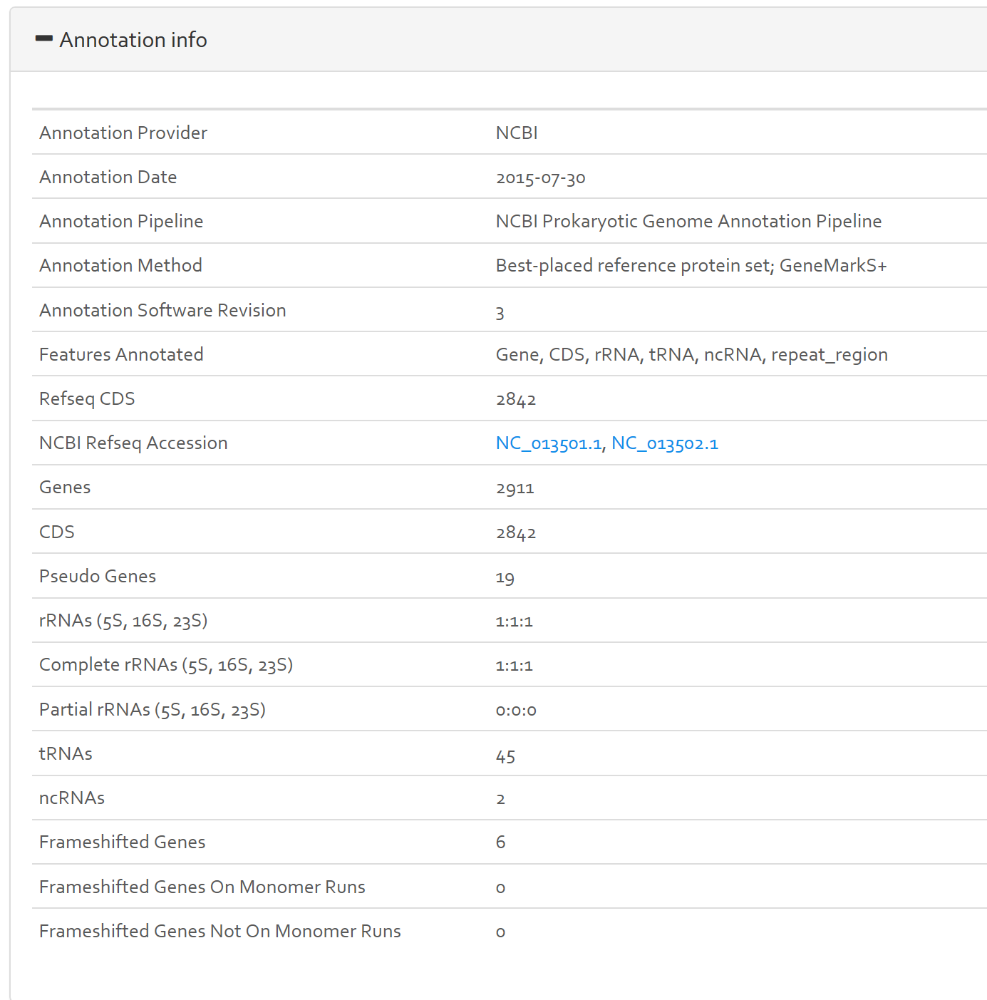 Annotation info
Annotation Provider NCBI
Annotation Date 2015-07-30
Annotation Pipeline NCBI Prokaryotic Genome Annotation Pipeline
Annotation Method Best-placed reference protein set; GeneMarkS+
Annotation Software Revision 3
Features Annotated Gene, CDS, rRNA, tRNA, ncRNA, repeat_region
Refseq CDS 2842
NCBI Refseq Accession NC_013501.1, NC_013502.1
Genes 2911
CDS 2842
Pseudo Genes 19
rRNAs (5S, 16S, 23S) 1:1:1
Complete rRNAs (5S, 16S, 23S) 1:1:1
Partial rRNAs (5S, 16S, 23S) 0:0:0
tRNAs 45
ncRNAs 2
Frameshifted Genes 6
Frameshifted Genes On Monomer Runs 0
Frameshifted Genes Not On Monomer Runs 0